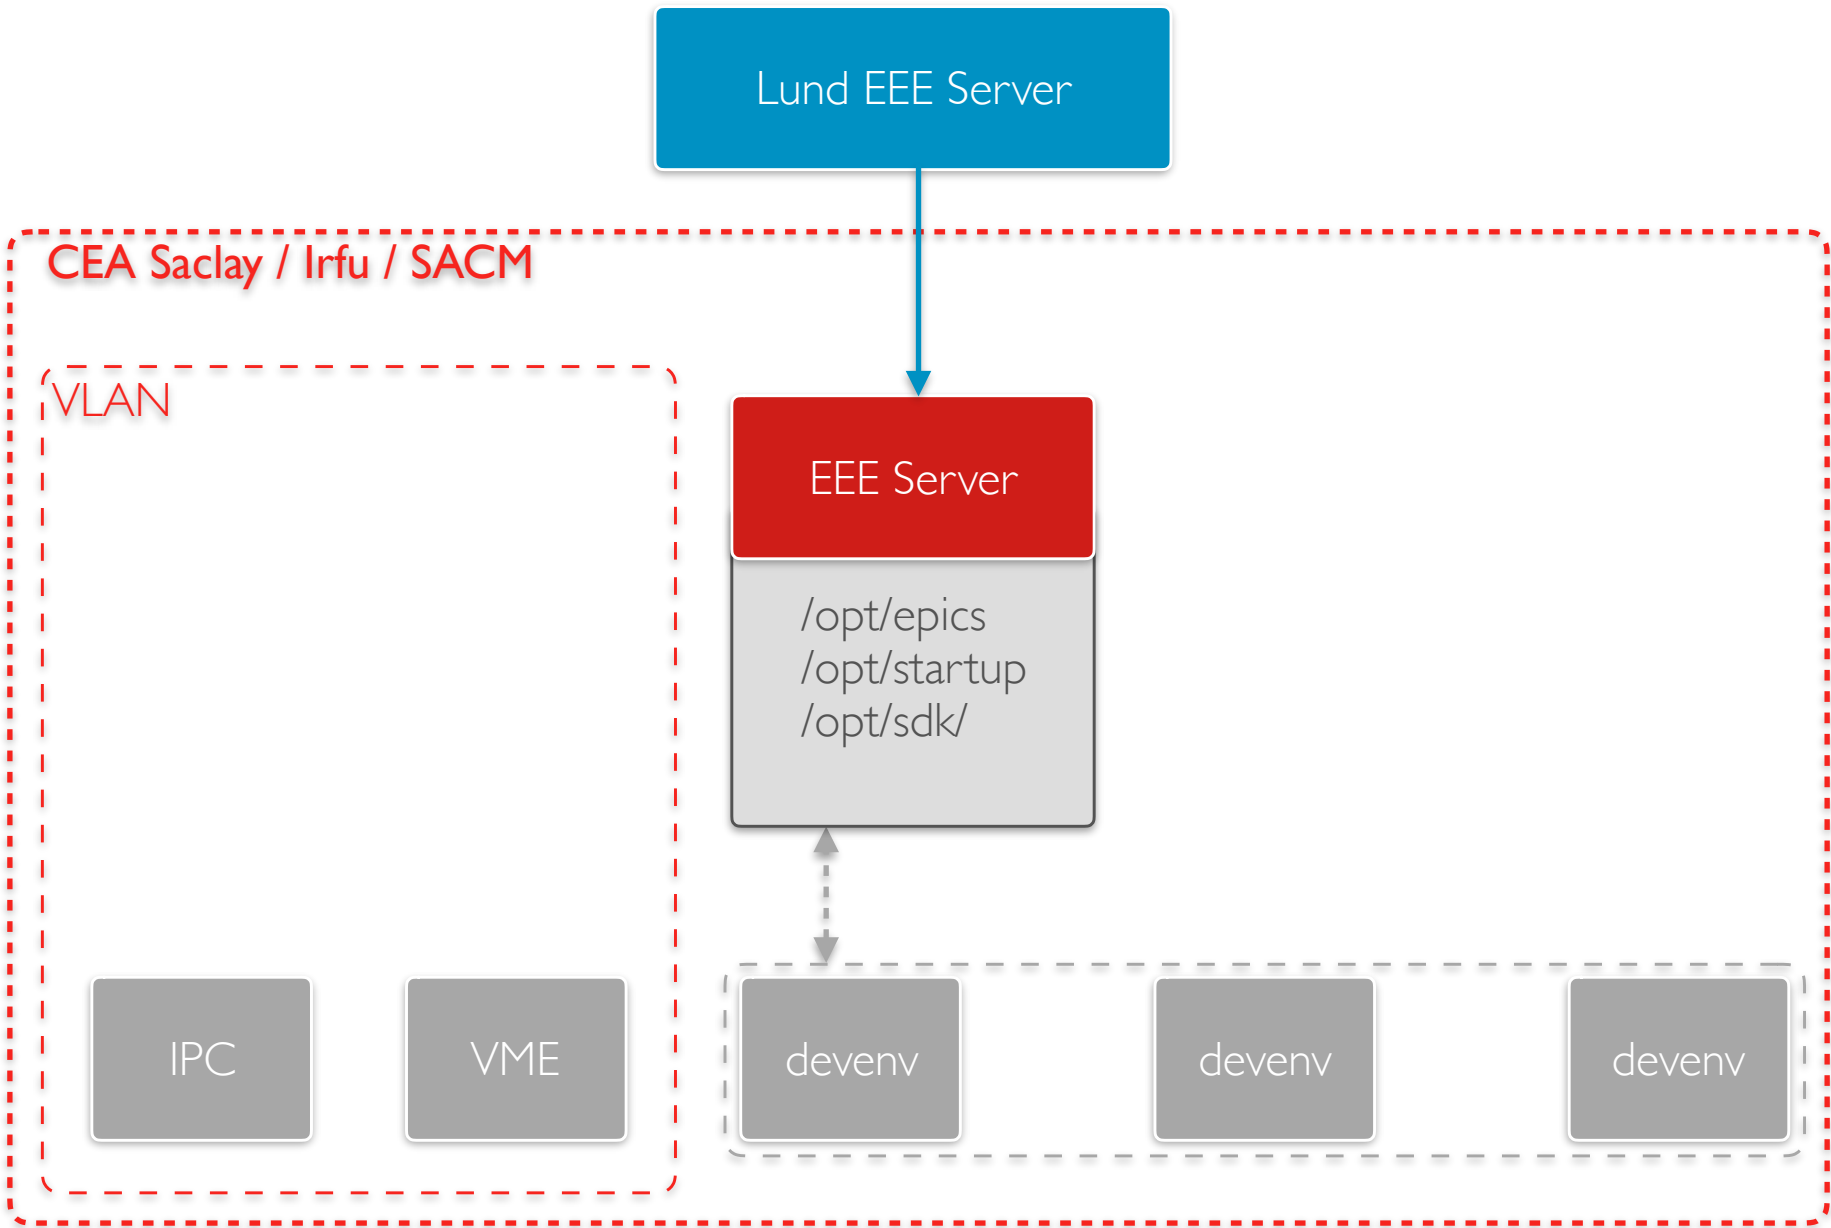 Lund EEE Server
CEA Saclay / Irfu / SACM
VLAN
EEE Server
/opt/epics
/opt/startup
/opt/sdk/
IPC
VME
devenv
devenv
devenv